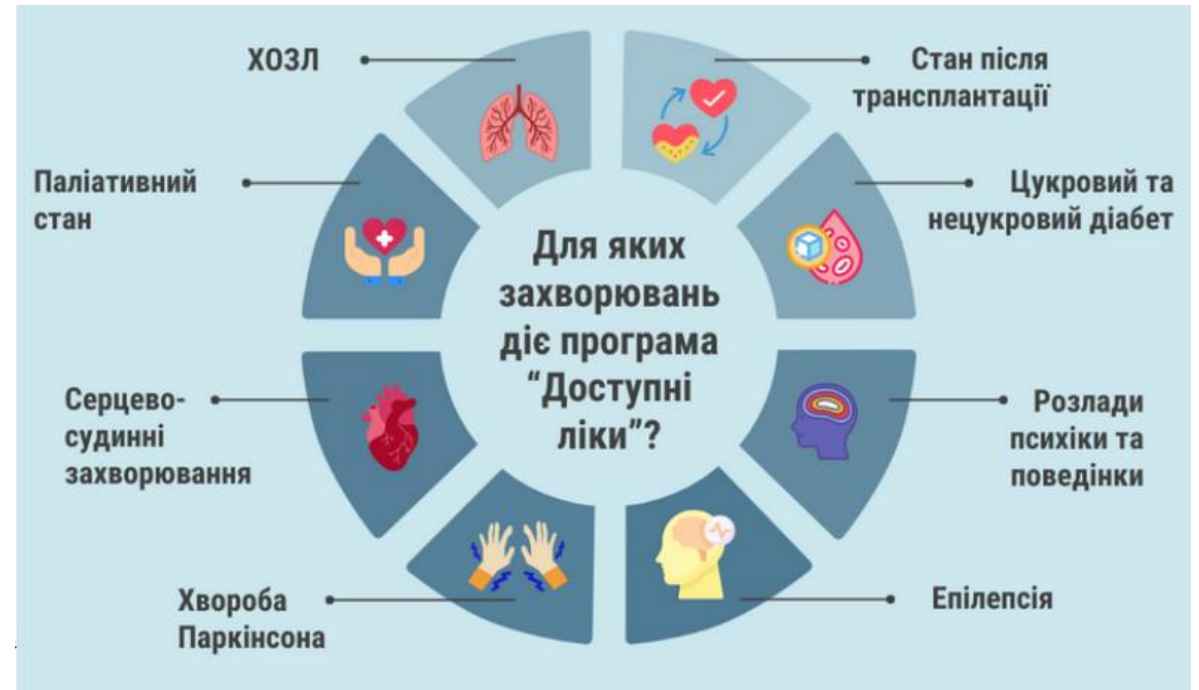 Для яких
захворювань
діє програма
“Доступні
ліки”?
Стан після
трансплантації
Цукровий та
нецукровий діабет
Розлади
психіки та
поведінки
Епілепсія
Хвороба
Паркінсона
Серцево-
судинні
захворювання
Паліативний
стан
ХОЗЛ